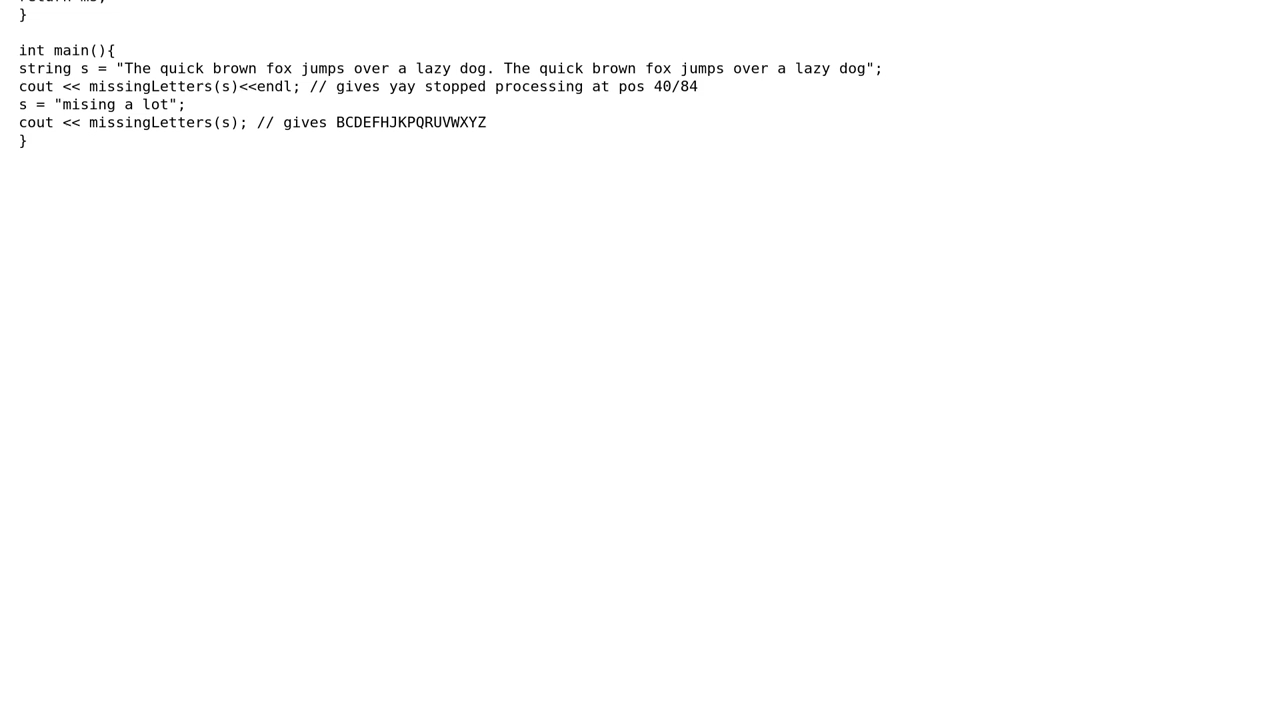 }
int main(){
string s = "The quick brown fox jumps over a lazy dog. The quick brown fox jumps over a lazy dog";
cout << missingLetters(s)<<endl; // gives yay stopped processing at pos 40/84
s = "mising a lot";
cout << missingLetters(s); // gives BCDEFHJKPQRUVWXYZ
}